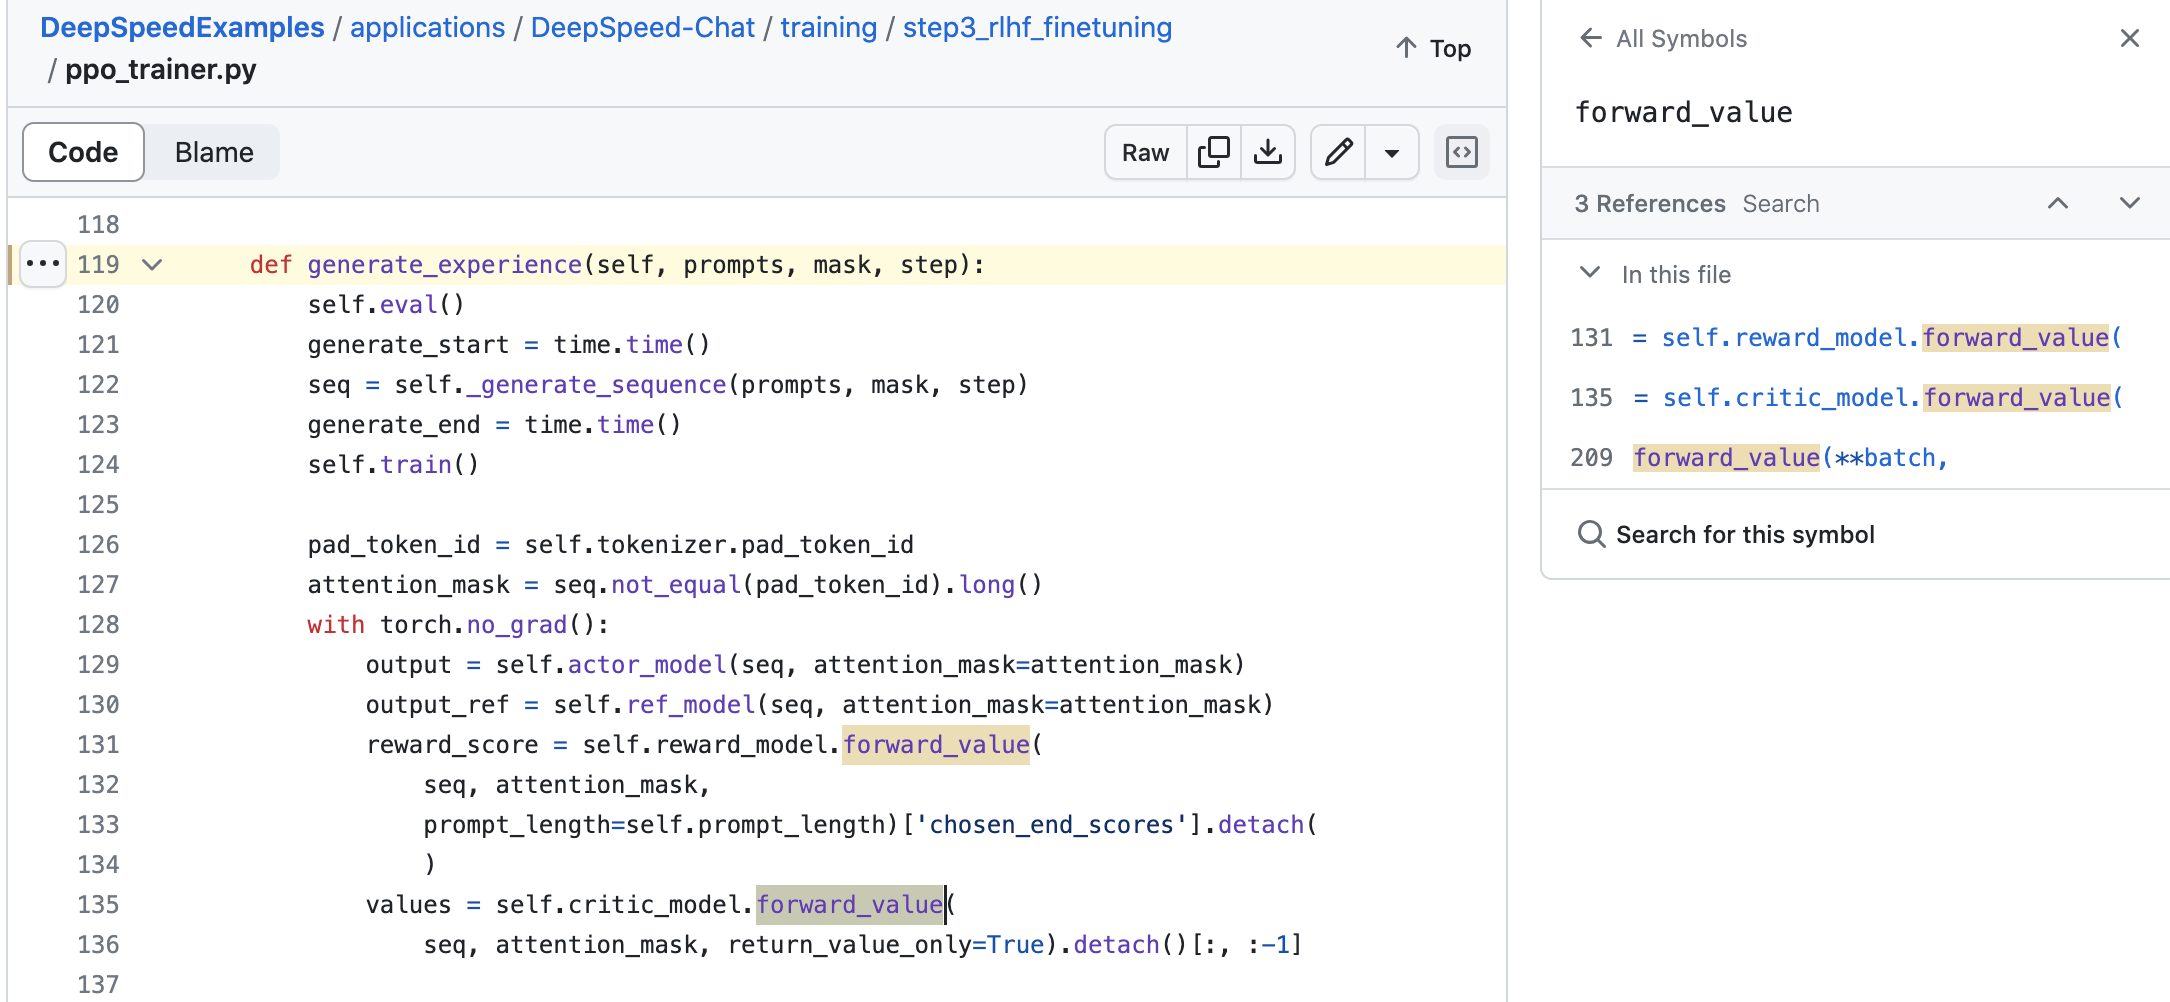 DeepSpeedExamples / applications / DeepSpeed-Chat / training / step3_rlhf_finetuning
/ ppo_trainer.py
↑ Top
Code Blame
Raw
118
119 def generate_experience(self, prompts, mask, step):
120 self.eval()
121 generate_start = time.time()
122 seq = self._generate_sequence(prompts, mask, step)
123 generate_end = time.time()
124 self.train()
125
126 pad_token_id = self.tokenizer.pad_token_id
127 attention_mask = seq.not_equal(pad_token_id).long()
128 with torch.no_grad():
129 output = self.actor_model(seq, attention_mask=attention_mask)
130 output_ref = self.ref_model(seq, attention_mask=attention_mask)
131 reward_score = self.reward_model.forward_value(
132 seq, attention_mask,
133 prompt_length=self.prompt_length)['chosen_end_scores'].detach(
134 )
135 values = self.critic_model.forward_value(
136 seq, attention_mask, return_value_only=True).detach()[:, :-1]
137
← All Symbols
forward_value
3 References Search
In this file
131 = self.reward_model.forward_value(
135 = self.critic_model.forward_value(
209 forward_value(**batch,
Search for this symbol